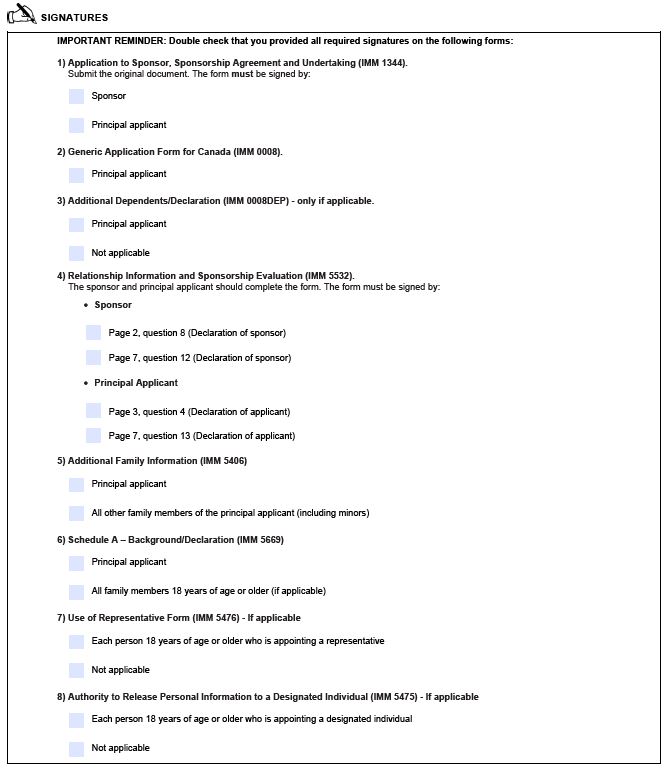 SIGNATURES
IMPORTANT REMINDER: Double check that you provided all required signatures on the following forms:
1) Application to Sponsor, Sponsorship Agreement and Undertaking (IMM 1344).
Submit the original document. The form must be signed by:
Sponsor
Principal applicant
2) Generic Application Form for Canada (IMM 0008).
Principal applicant
3) Additional Dependents/Declaration (IMM 0008DEP) - only if applicable.
Principal applicant
Not applicable
4) Relationship Information and Sponsorship Evaluation (IMM 5532).
The sponsor and principal applicant should complete the form. The form must be signed by:
• Sponsor
Page 2, question 8 (Declaration of sponsor)
Page 7, question 12 (Declaration of sponsor)
• Principal Applicant
Page 3, question 4 (Declaration of applicant)
Page 7, question 13 (Declaration of applicant)
5) Additional Family Information (IMM 5406)
Principal applicant
All other family members of the principal applicant (including minors)
6) Schedule A – Background/Declaration (IMM 5669)
Principal applicant
All family members 18 years of age or older (if applicable)
7) Use of Representative Form (IMM 5476) - If applicable
Each person 18 years of age or older who is appointing a representative
Not applicable
8) Authority to Release Personal Information to a Designated Individual (IMM 5475) - If applicable
Each person 18 years of age or older who is appointing a designated individual
Not applicable